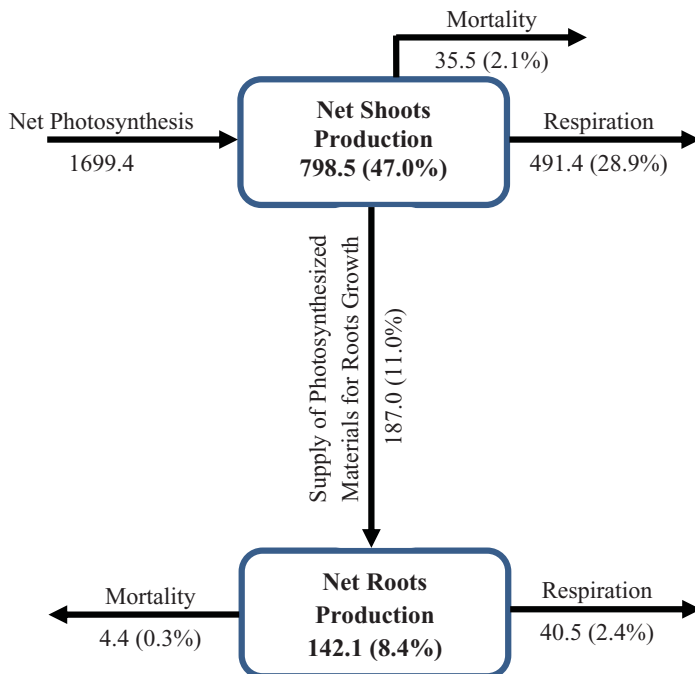 Mortality
35.5 (2.1%)
Net Photosynthesis
1699.4
Net Shoots
Production
798.5 (47.0%)
Respiration
491.4 (28.9%)
Supply of Photosynthesized
Materials for Roots Growth
187.0 (11.0%)
Mortality
4.4 (0.3%)
Net Roots
Production
142.1 (8.4%)
Respiration
40.5 (2.4%)